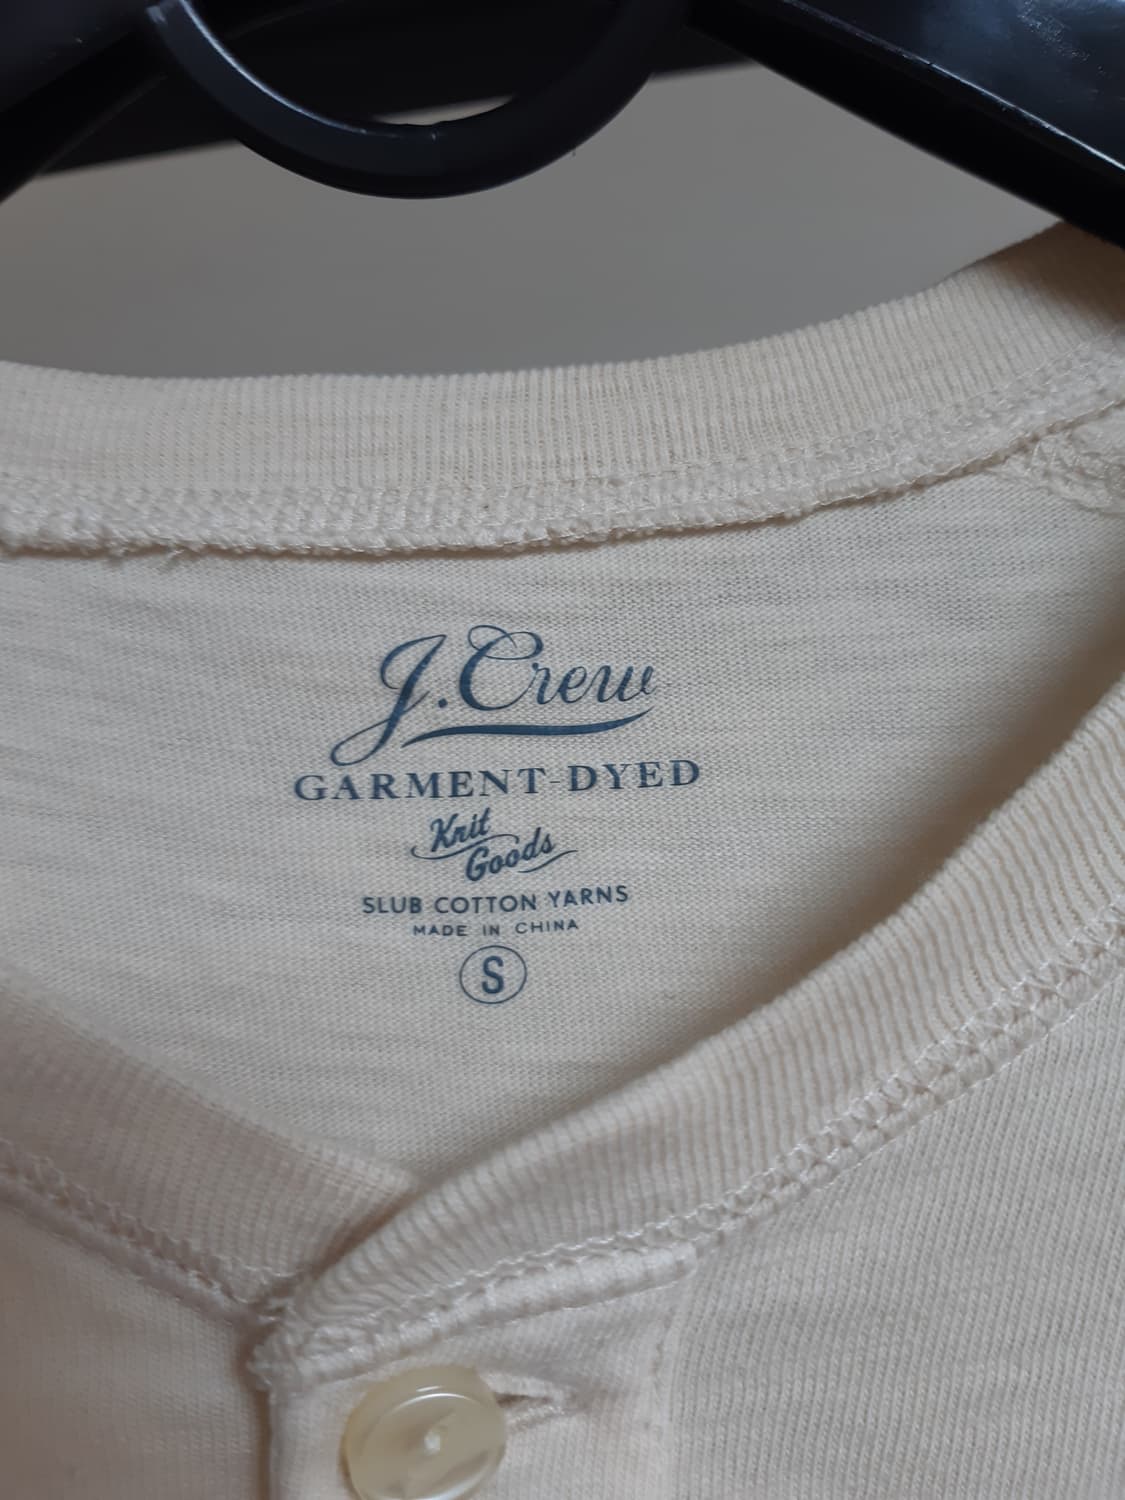 J.Crew
GARMENT-DYED
Knit
Goods
SLUB COTTON YARNS
MADE IN CHINA
S